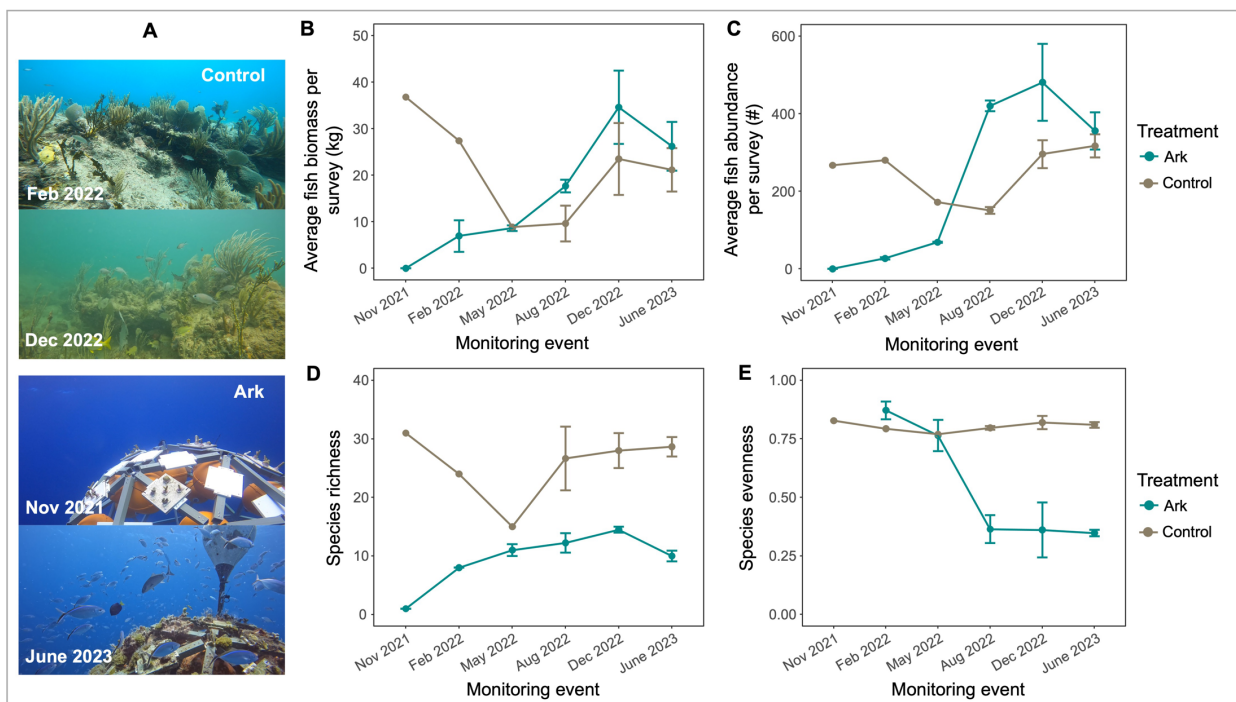 A
Control
Feb 2022
Dec 2022
Ark
Nov 2021
June 2023
B
Average fish biomass per
survey (kg)
50
40
30
20
10
0
Nov 2021
Feb 2022
May 2022
Aug 2022
Dec 2022
June 2023
Monitoring event
C
Average fish abundance
per survey (#)
600
400
200
0
Nov 2021
Feb 2022
May 2022
Aug 2022
Dec 2022
June 2023
Monitoring event
Treatment
Ark
Control
D
Species richness
40
30
20
10
0
Nov 2021
Feb 2022
May 2022
Aug 2022
Dec 2022
June 2023
Monitoring event
E
Species evenness
1.00
0.75
0.50
0.25
0.00
Nov 2021
Feb 2022
May 2022
Aug 2022
Dec 2022
June 2023
Monitoring event
Treatment
Ark
Control